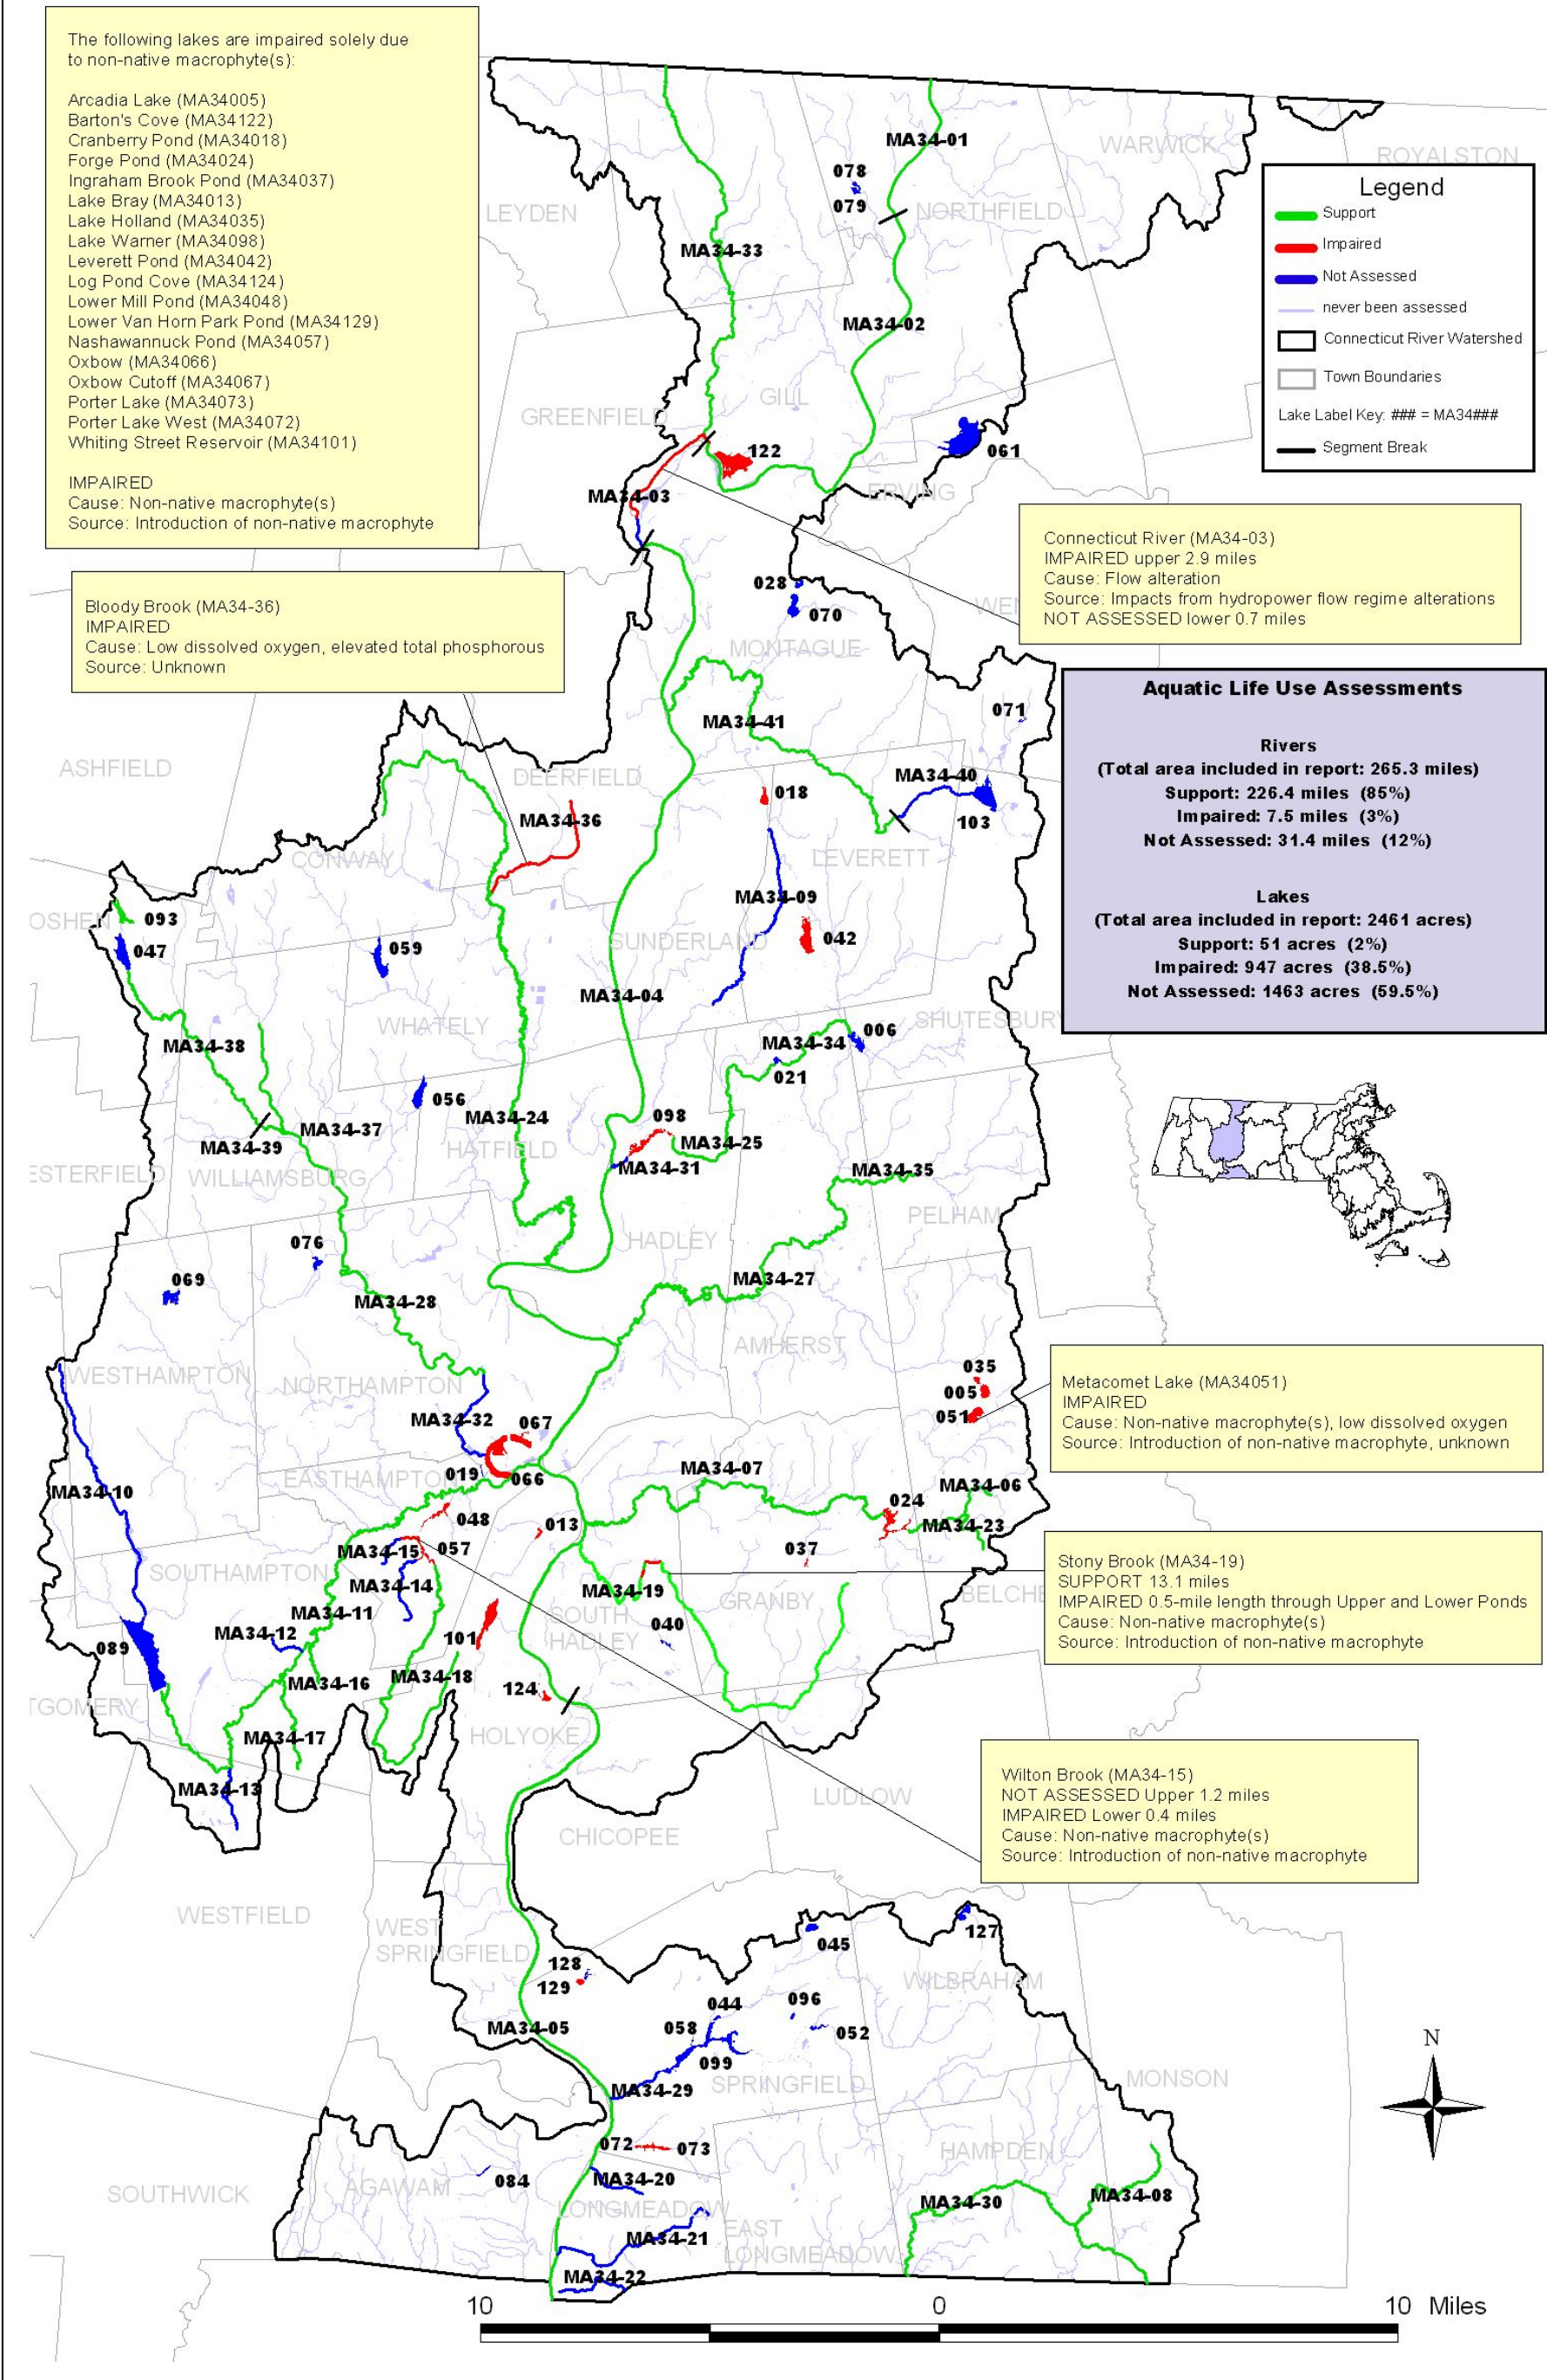 The following lakes are impaired solely due
to non-native macrophyte(s):
Arcadia Lake (MA34005)
Barton's Cove (MA34122)
Cranberry Pond (MA34018)
Forge Pond (MA34024)
Ingraham Brook Pond (MA34037)
Lake Bray (MA34013)
Lake Holland (MA34035)
Lake Warner (MA34098)
Leverett Pond (MA34042)
Log Pond Cove (MA34124)
Lower Mill Pond (MA34048)
Lower Van Horn Park Pond (MA34129)
Nashawannuck Pond (MA34057)
Oxbow (MA34066)
Oxbow Cutoff (MA34067)
Porter Lake (MA34073)
Porter Lake West (MA34072)
Whiting Street Reservoir (MA34101)
IMPAIRED
Cause: Non-native macrophyte(s)
Source: Introduction of non-native macrophyte
MA34-01
WARWICK
ROYALSTON
078
079
LEYDEN
NORTHFIELD
MA34-33
MA34-02
Legend
Support
Impaired
Not Assessed
never been assessed
Connecticut River Watershed
Town Boundaries
Lake Label Key: ### = MA34###
Segment Break
GILL
GREENFIELD
122
061
MA34-03
ERVING
Connecticut River (MA34-03)
IMPAIRED upper 2.9 miles
Cause: Flow alteration
Source: Impacts from hydropower flow regime alterations
NOT ASSESSED lower 0.7 miles
028
070
WEN
MONTAGUE
Bloody Brook (MA34-36)
IMPAIRED
Cause: Low dissolved oxygen, elevated total phosphorous
Source: Unknown
Aquatic Life Use Assessments
Rivers
(Total area included in report: 265.3 miles)
Support: 226.4 miles (85%)
Impaired: 7.5 miles (3%)
Not Assessed: 31.4 miles (12%)
Lakes
(Total area included in report: 2461 acres)
Support: 51 acres (2%)
Impaired: 947 acres (38.5%)
Not Assessed: 1463 acres (59.5%)
071
MA34-41
ASHFIELD
DEERFIELD
MA34-40
018
103
MA34-36
CONWAY
LEVERETT
MA34-09
OSHEN
093
047
059
SUNDERLAND
042
MA34-04
WHATELY
SHUTESBURY
006
MA34-34
MA34-38
021
056
MA34-24
098
MA34-37
MA34-39
HATFIELD
MA34-25
MA34-31
MA34-35
ESTERFIELD
WILLIAMSBURG
PELHAM
HADLEY
076
069
MA34-27
MA34-28
AMHERST
WESTHAMPTON
NORTHAMPTON
035
005
051
Metacomet Lake (MA34051)
IMPAIRED
Cause: Non-native macrophyte(s), low dissolved oxygen
Source: Introduction of non-native macrophyte, unknown
MA34-32
067
MA34-07
EASTHAMPTON
019
066
MA34-10
MA34-06
024
048
013
MA34-23
MA34-15
057
037
Stony Brook (MA34-19)
SUPPORT 13.1 miles
IMPAIRED 0.5-mile length through Upper and Lower Ponds
Cause: Non-native macrophyte(s)
Source: Introduction of non-native macrophyte
SOUTHAMPTON
MA34-14
MA34-19
GRANBY
BELCHE
MA34-11
SOUTH
HADLEY
040
MA34-12
089
101
MA34-16
MA34-18
124
TGOMERY
MA34-17
HOLYOKE
MA34-13
LUDLOW
Wilton Brook (MA34-15)
NOT ASSESSED Upper 1.2 miles
IMPAIRED Lower 0.4 miles
Cause: Non-native macrophyte(s)
Source: Introduction of non-native macrophyte
CHICOPEE
WESTFIELD
WEST
SPRINGFIELD
045
127
128
129
WILBRAHAM
044
096
MA34-05
058
052
099
MA34-29
SPRINGFIELD
MONSON
N
072
073
HAMPDEN
084
MA34-20
AGAWAM
SOUTHWICK
MA34-08
MA34-30
LONGMEADOW
MA34-21
EAST
LONGMEADOW
MA34-22
10
0
10 Miles